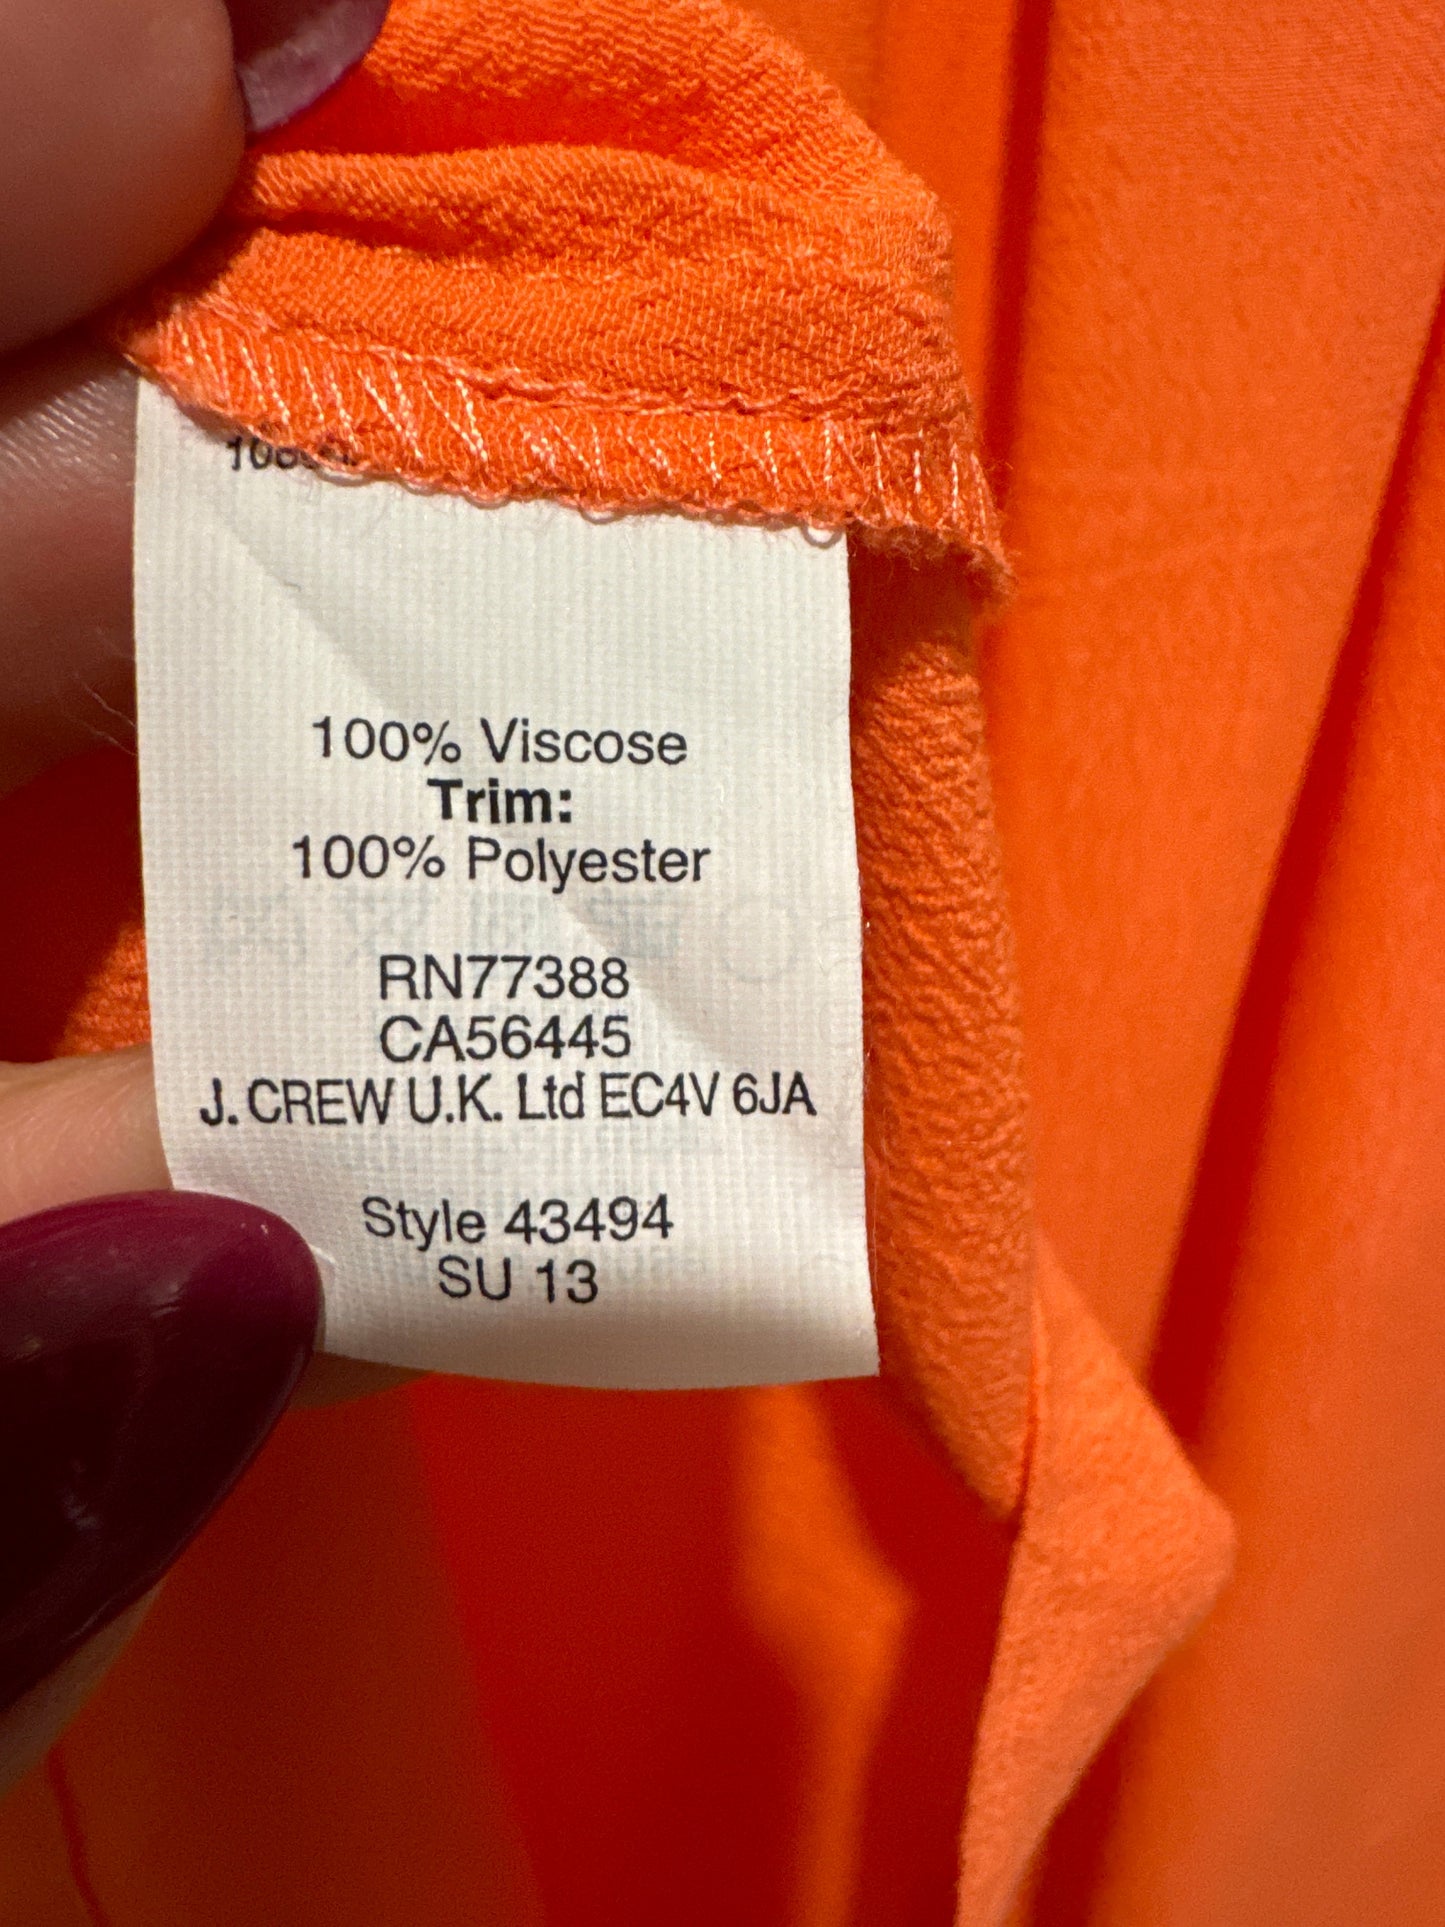 100% Viscose
Trim:
100% Polyester
RN77388
CA56445
J. CREW U.K. Ltd EC4V 6JA
Style 43494
SU 13